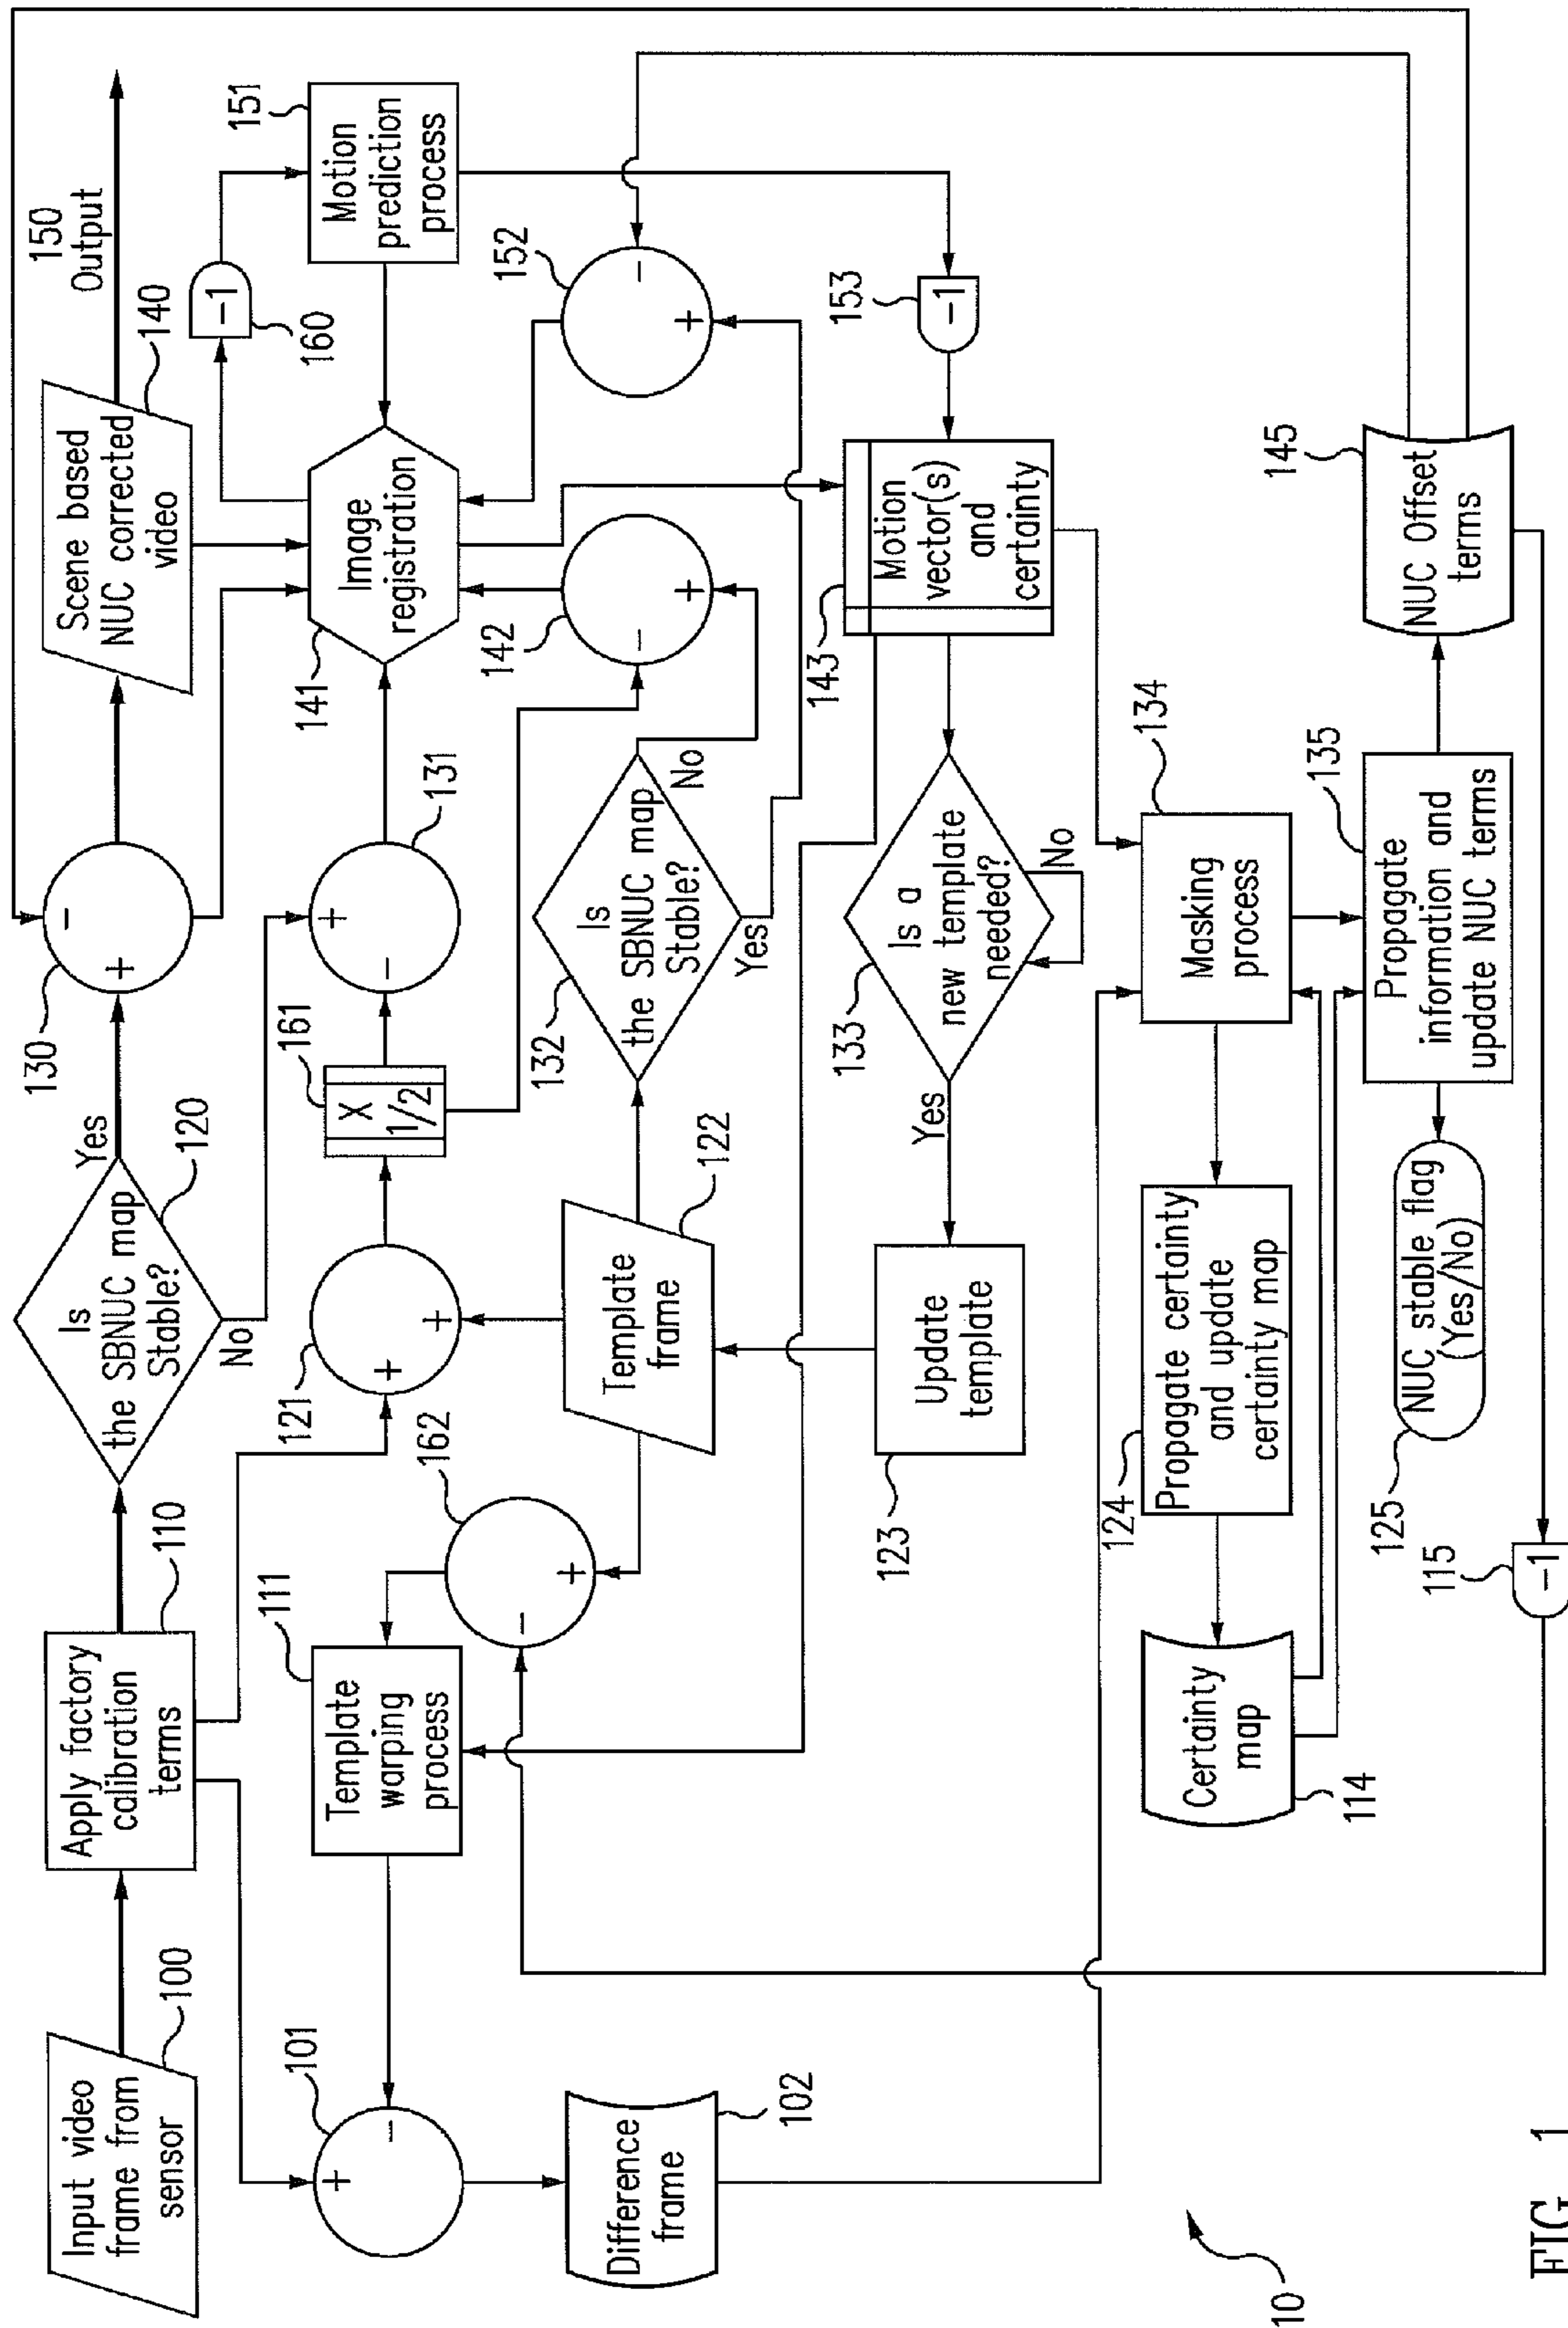 Input video
frame from
sensor
100
Apply factory
calibration
terms
110
Is
the SBNUC map
Stable?
120
Yes
No
130
+
-
Scene based
NUC corrected
video
140
150
Output
101
+
-
Template
warping
process
111
162
-
+
121
+
+
X
1/2
161
131
-
+
Image
registration
141
-1
160
Motion
prediction
process
151
Difference
frame
102
Template
frame
122
Is
the SBNUC map
Stable?
132
No
Yes
142
-
+
152
-
+
Update
template
123
Is a
new template
needed?
133
Yes
No
Motion
vector(s)
and
certainty
143
-1
153
Certainty
map
114
Propagate certainty
and update
certainty map
124
Masking
process
134
-1
115
NUC stable flag
(Yes/No)
125
Propagate
information and
update NUC terms
135
NUC Offset
terms
145
10
FIG. 1